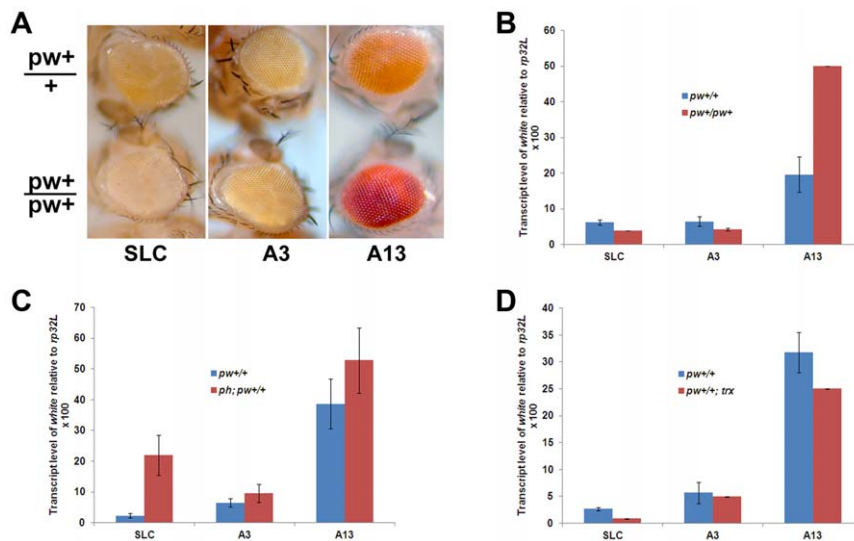 A
pw+
+
pw+
pw+
SLC A3 A13
B
Transcript level of white relative to rp32L
x 100
60
50
40
30
20
10
0
pw+/+
pw+/pw+
SLC A3 A13
C
Transcript level of white relative to rp32L
x 100
70
60
50
40
30
20
10
0
pw+/+
ph; pw+/+
SLC A3 A13
D
Transcript level of white relative to rp32L
x 100
40
35
30
25
20
15
10
5
0
pw+/+
pw+/+; trx
SLC A3 A13